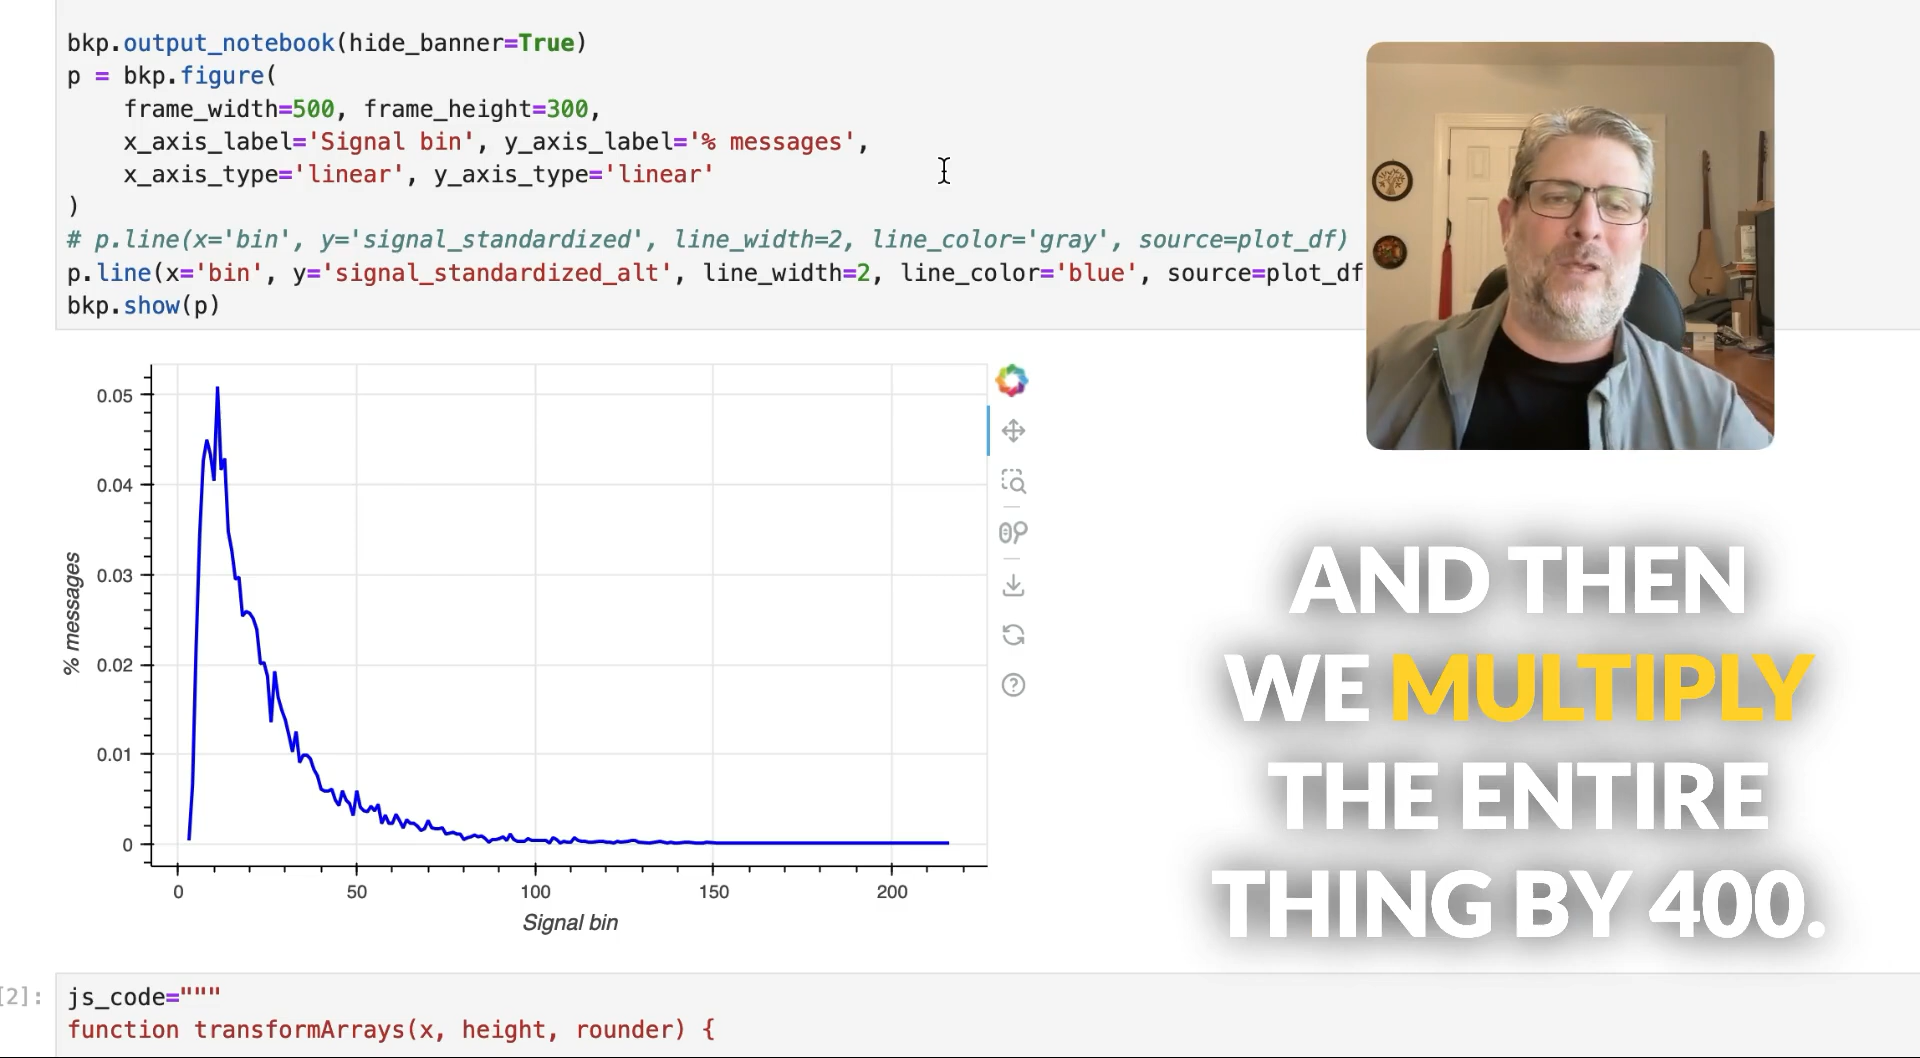 bkp.output_notebook(hide_banner=True)
p = bkp.figure(
    frame_width=500, frame_height=300,
    x_axis_label='Signal bin', y_axis_label='% messages',
    x_axis_type='linear', y_axis_type='linear'
)
# p.line(x='bin', y='signal_standardized', line_width=2, line_color='gray', source=plot_df)
p.line(x='bin', y='signal_standardized_alt', line_width=2, line_color='blue', source=plot_df
bkp.show(p)
0.05
0.04
0.03
0.02
0.01
0
% messages
0 50 100 150 200
Signal bin
AND THEN
WE MULTIPLY
THE ENTIRE
THING BY 400.
[2]:
js_code="""
function transformArrays(x, height, rounder) {